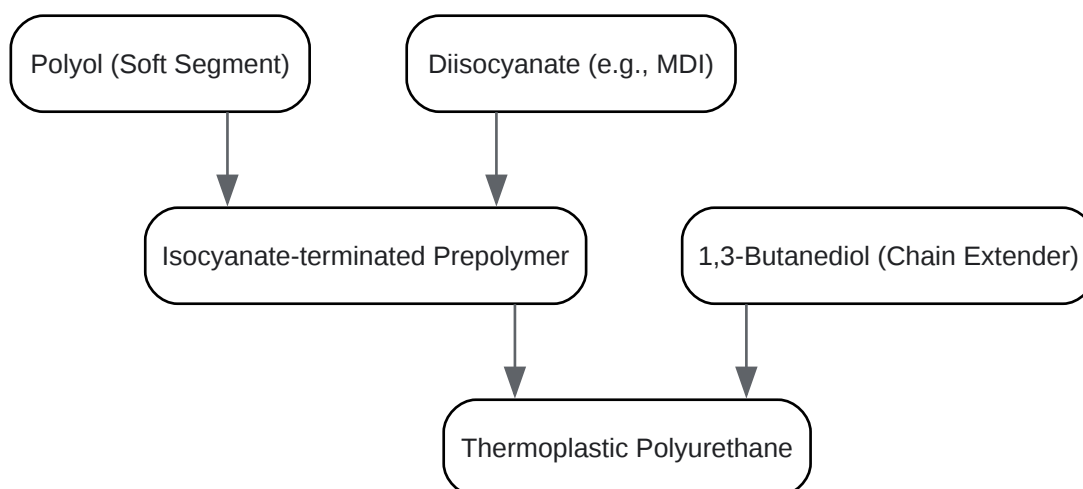 Polyol (Soft Segment)
Diisocyanate (e.g., MDI)
Isocyanate-terminated Prepolymer
1,3-Butanediol (Chain Extender)
Thermoplastic Polyurethane